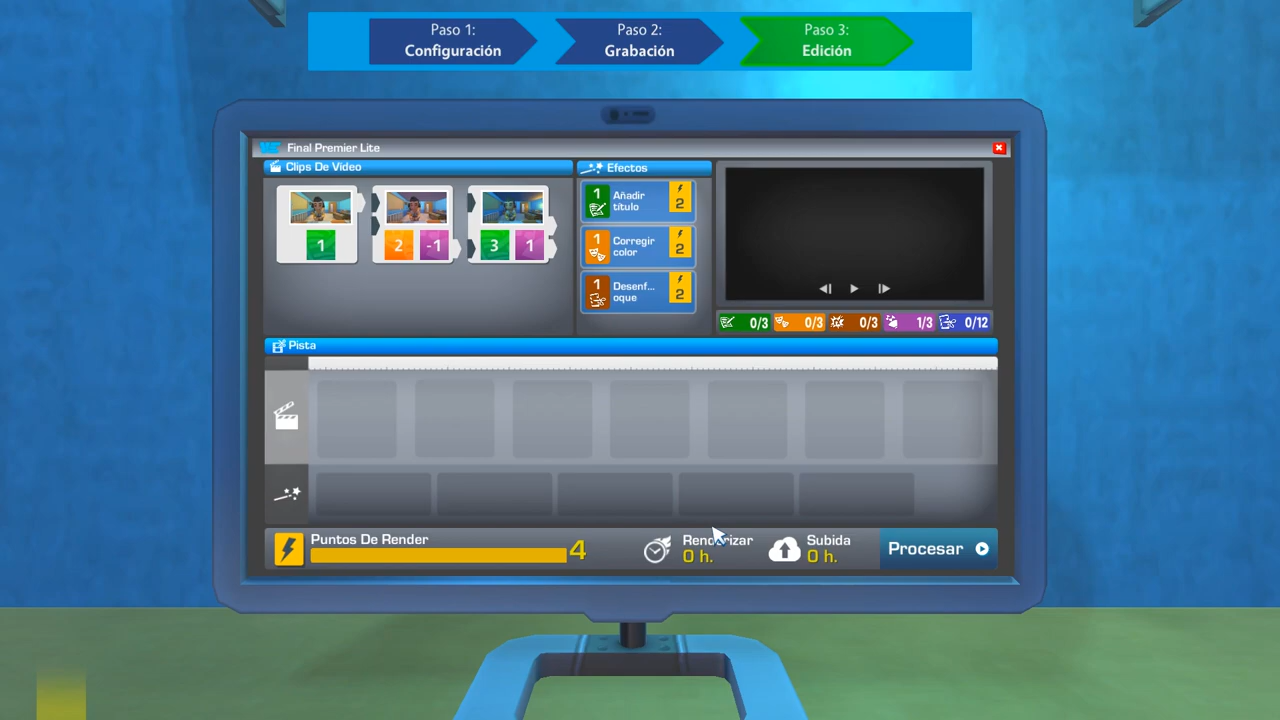 Paso 1:
Configuración
Paso 2:
Grabación
Paso 3:
Edición
Final Premier Lite
Clips De Vídeo
Efectos
1
2
-1
3
1
1
Añadir
título
2
1
Corregir
color
2
1
Desenf...
oque
2
0/3
0/3
0/3
1/3
0/12
Pista
Puntos De Render
4
Renderizar
0 h.
Subida
0 h.
Procesar